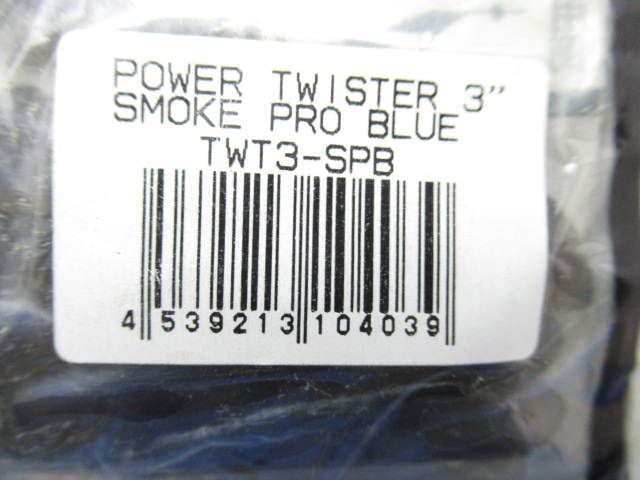 POWER TWISTER 3"
SMOKE PRO BLUE
TWT3-SPB
4 539213 104039